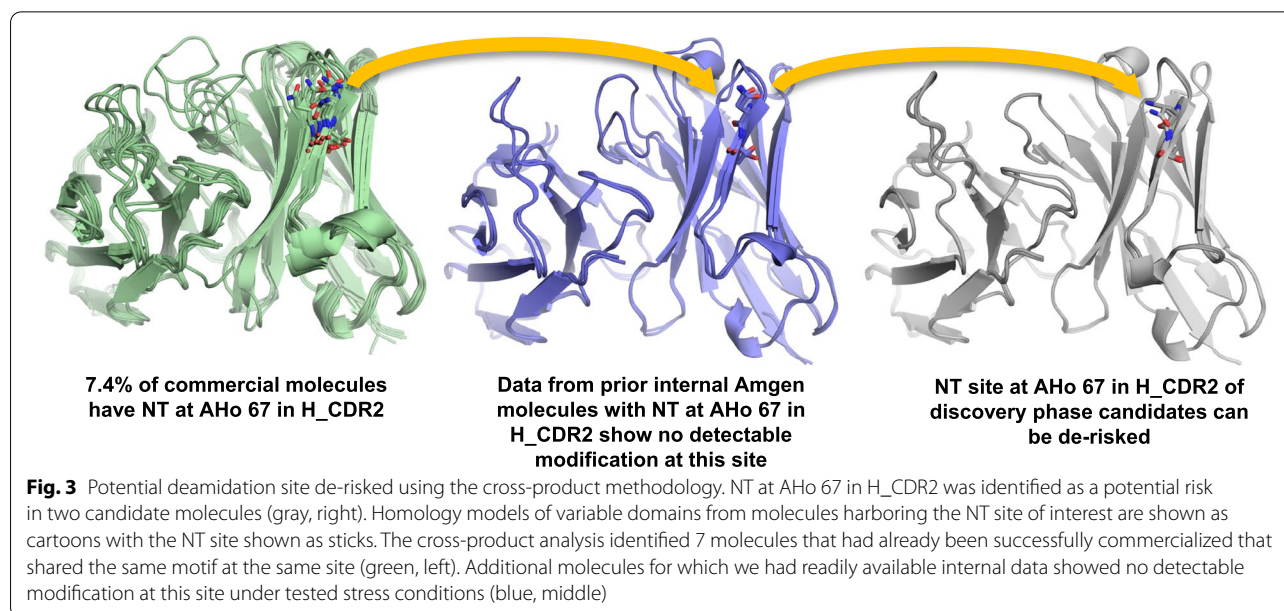 7.4% of commercial molecules
have NT at AHo 67 in H_CDR2
Data from prior internal Amgen
molecules with NT at AHo 67 in
H_CDR2 show no detectable
modification at this site
NT site at AHo 67 in H_CDR2 of
discovery phase candidates can
be de-risked
Fig. 3 Potential deamidation site de-risked using the cross-product methodology. NT at AHo 67 in H_CDR2 was identified as a potential risk
in two candidate molecules (gray, right). Homology models of variable domains from molecules harboring the NT site of interest are shown as
cartoons with the NT site shown as sticks. The cross-product analysis identified 7 molecules that had already been successfully commercialized that
shared the same motif at the same site (green, left). Additional molecules for which we had readily available internal data showed no detectable
modification at this site under tested stress conditions (blue, middle)